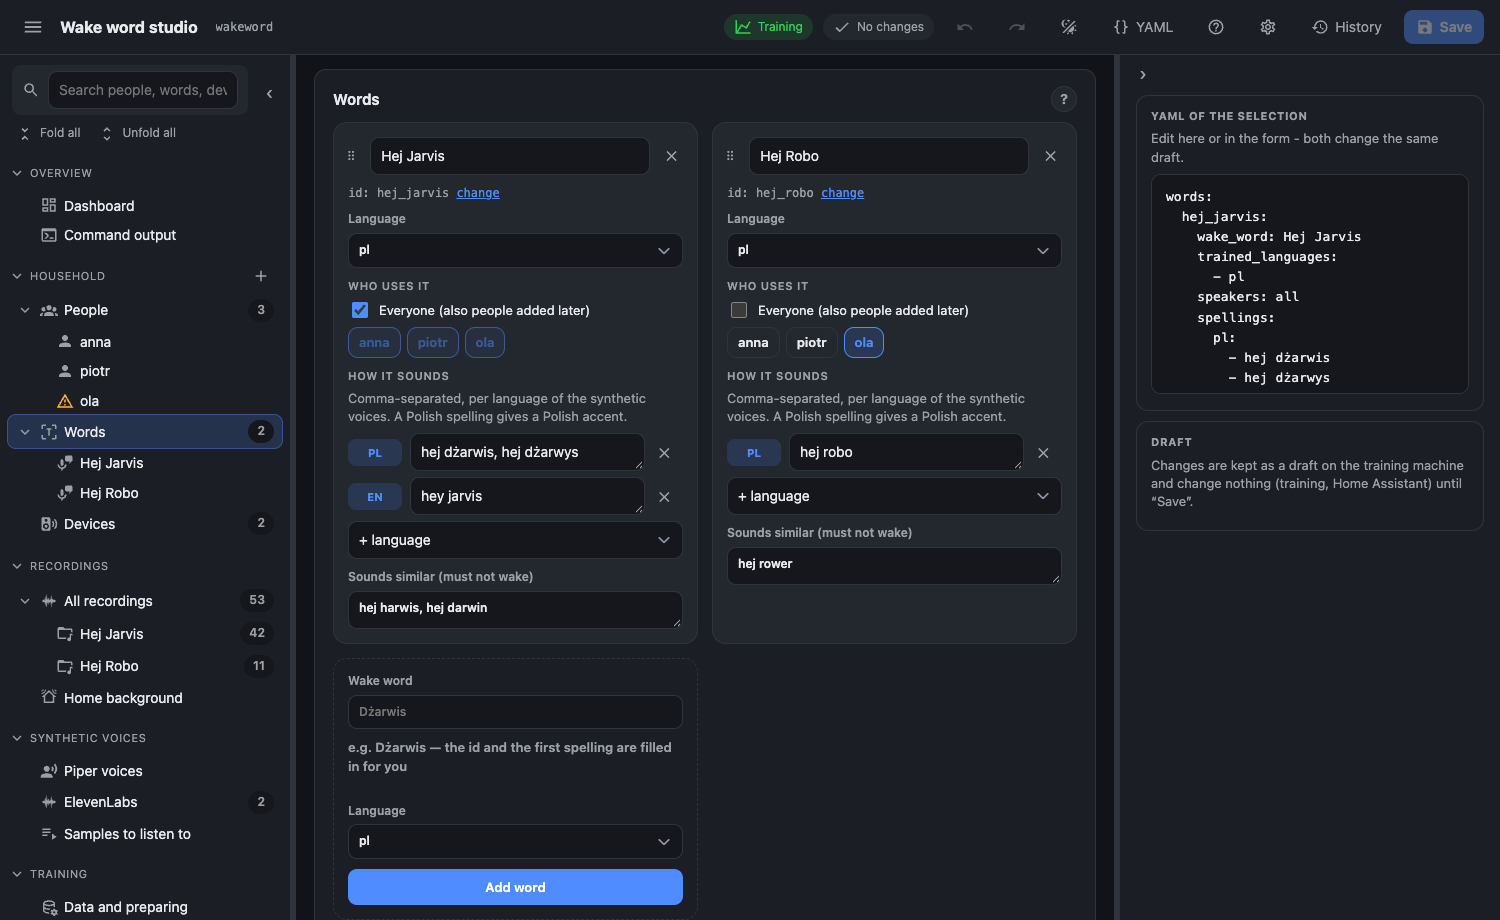 Wake word studio wakeword
Training
No changes
YAML
History
Save
Search people, words, dev
Fold all
Unfold all
OVERVIEW
Dashboard
Command output
HOUSEHOLD
People 3
anna
piotr
ola
Words 2
Hej Jarvis
Hej Robo
Devices 2
RECORDINGS
All recordings 53
Hej Jarvis 42
Hej Robo 11
Home background
SYNTHETIC VOICES
Piper voices
ElevenLabs 2
Samples to listen to
TRAINING
Data and preparing
Words
?
Hej Jarvis
id: hej_jarvis change
Language
pl
WHO USES IT
Everyone (also people added later)
anna piotr ola
HOW IT SOUNDS
Comma-separated, per language of the synthetic
voices. A Polish spelling gives a Polish accent.
PL hej dżarwis, hej dżarwys
EN hey jarvis
+ language
Sounds similar (must not wake)
hej harwis, hej darwin
Hej Robo
id: hej_robo change
Language
pl
WHO USES IT
Everyone (also people added later)
anna piotr ola
HOW IT SOUNDS
Comma-separated, per language of the synthetic
voices. A Polish spelling gives a Polish accent.
PL hej robo
+ language
Sounds similar (must not wake)
hej rower
Wake word
Dżarwis
e.g. Dżarwis — the id and the first spelling are filled
in for you
Language
pl
Add word
YAML OF THE SELECTION
Edit here or in the form - both change the same
draft.
words:
hej_jarvis:
wake_word: Hej Jarvis
trained_languages:
- pl
speakers: all
spellings:
pl:
- hej dżarwis
- hej dżarwys
DRAFT
Changes are kept as a draft on the training machine
and change nothing (training, Home Assistant) until
“Save”.